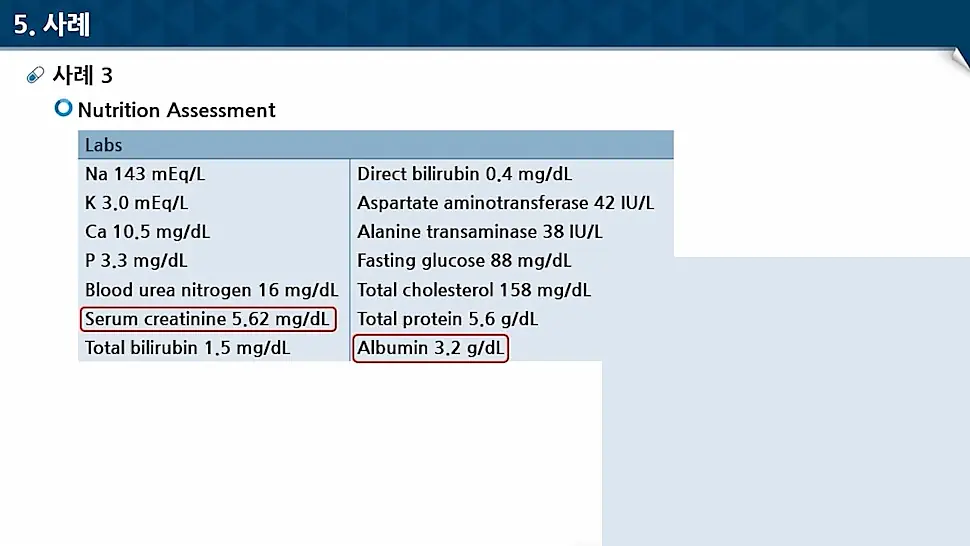 5. 사례
사례 3
Nutrition Assessment
Labs
Na 143 mEq/L
K 3.0 mEq/L
Ca 10.5 mg/dL
P 3.3 mg/dL
Blood urea nitrogen 16 mg/dL
Serum creatinine 5.62 mg/dL
Total bilirubin 1.5 mg/dL
Direct bilirubin 0.4 mg/dL
Aspartate aminotransferase 42 IU/L
Alanine transaminase 38 IU/L
Fasting glucose 88 mg/dL
Total cholesterol 158 mg/dL
Total protein 5.6 g/dL
Albumin 3.2 g/dL